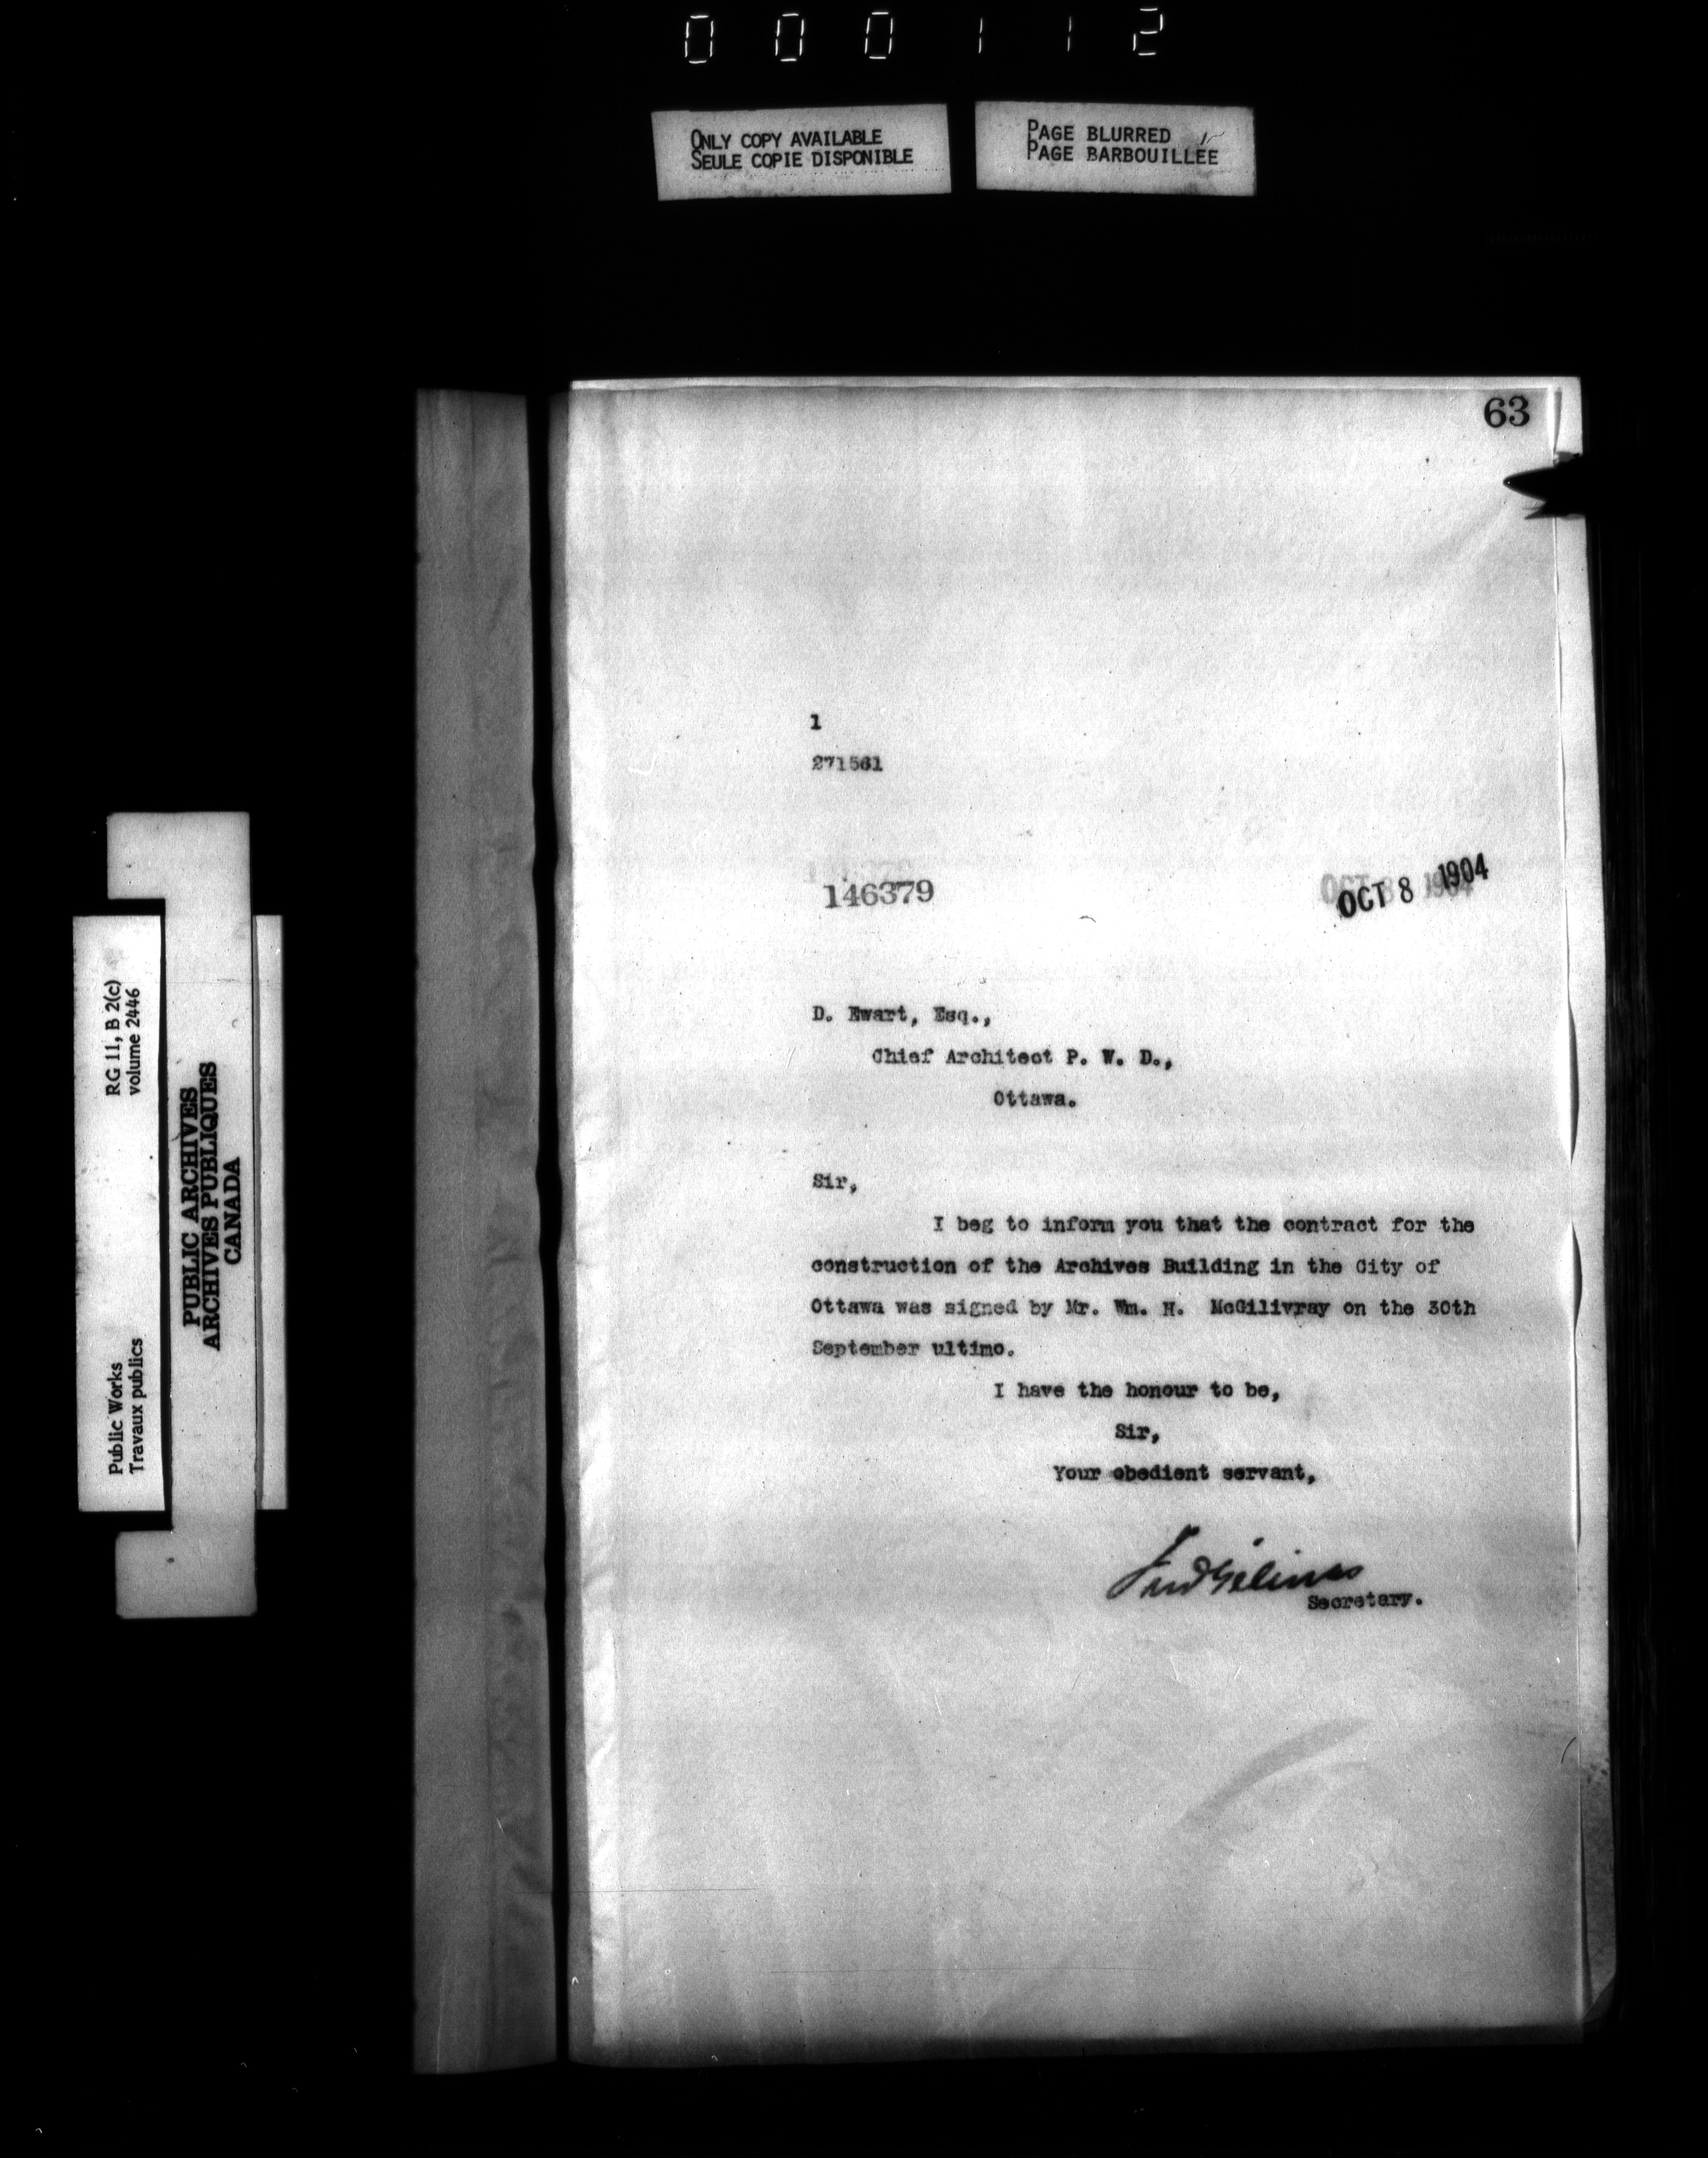 000112
ONLY COPY AVAILABLE
SEULE COPIE DISPONIBLE
PAGE BLURRED
PAGE BARBOUILLÉE
63
1
271561
146379
OCT 8 1904
D. Ewart, Esq.,
Chief Architect P. W. D.,
Ottawa.
Sir,
I beg to inform you that the contract for the
construction of the Archives Building in the City of
Ottawa was signed by Mr. Wm. H. McGilivray on the 30th
September ultimo.
I have the honour to be,
Sir,
Your obedient servant,
Fred Gélinas
Secretary.
RG 11, B 2(c)
volume 2446
Public Works
Travaux publics
PUBLIC ARCHIVES
ARCHIVES PUBLIQUES
CANADA